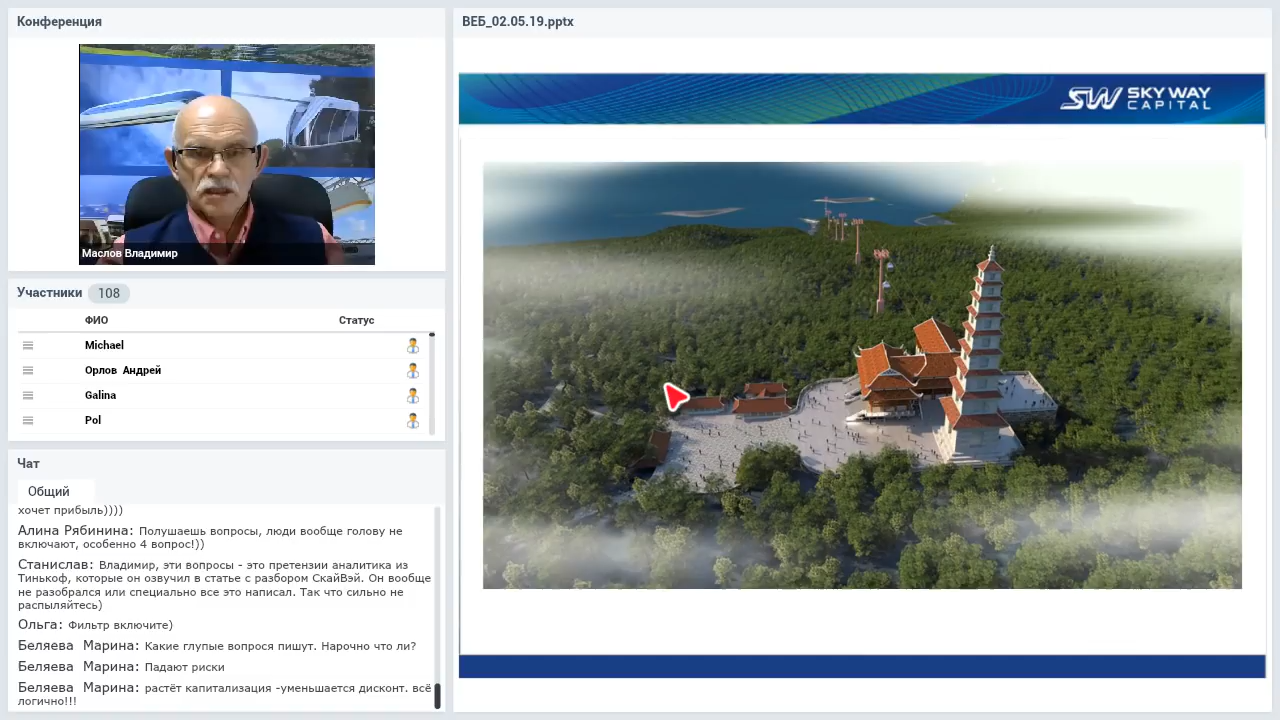 Конференция
Маслов Владимир
Участники 108
ФИО Статус
Michael
Орлов Андрей
Galina
Pol
Чат
Общий
хочет прибыль))))
Алина Рябинина: Полушаешь вопросы, люди вообще голову не
включают, особенно 4 вопрос!))
Станислав: Владимир, эти вопросы - это претензии аналитика из
Тинькоф, которые он озвучил в статье с разбором СкайВэй. Он вообще
не разобрался или специально все это написал. Так что сильно не
распыляйтесь)
Ольга: Фильтр включите)
Беляева Марина: Какие глупые вопрося пишут. Нарочно что ли?
Беляева Марина: Падают риски
Беляева Марина: растёт капитализация -уменьшается дисконт. всё
логично!!!
ВЕБ_02.05.19.pptx
SW SKY WAY
CAPITAL